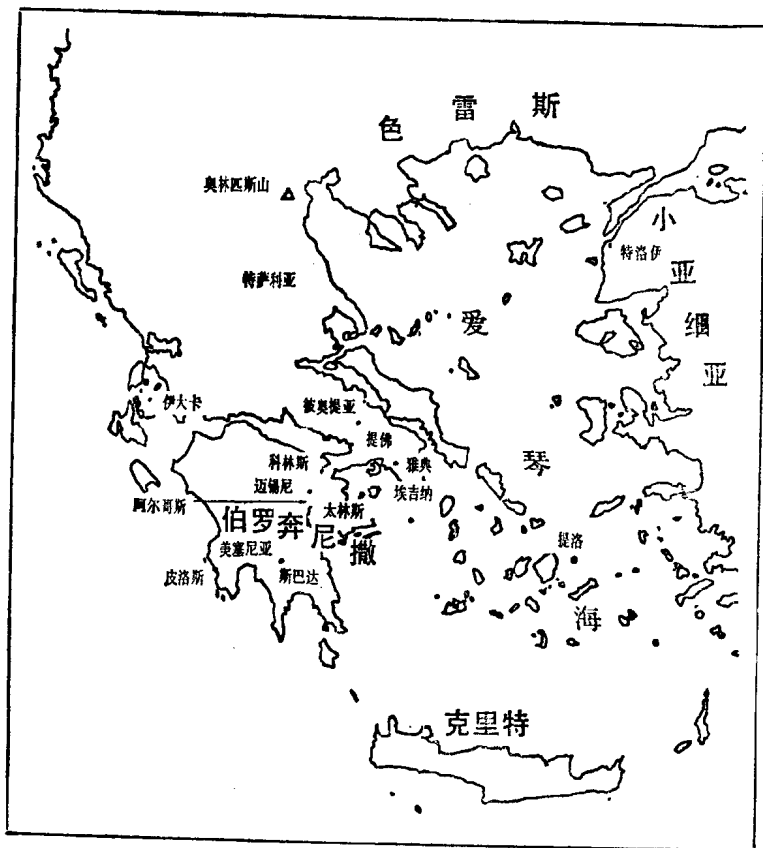 色雷斯
奥林匹斯山
小亚细亚
特洛伊
特萨科亚
爱琴海
伊大卡
彼奥提亚
提佛
科林斯
雅典
迈锡尼
埃吉纳
阿尔哥斯
太林斯
伯罗奔尼撒
美塞尼亚
提洛
皮洛斯
斯巴达
克里特